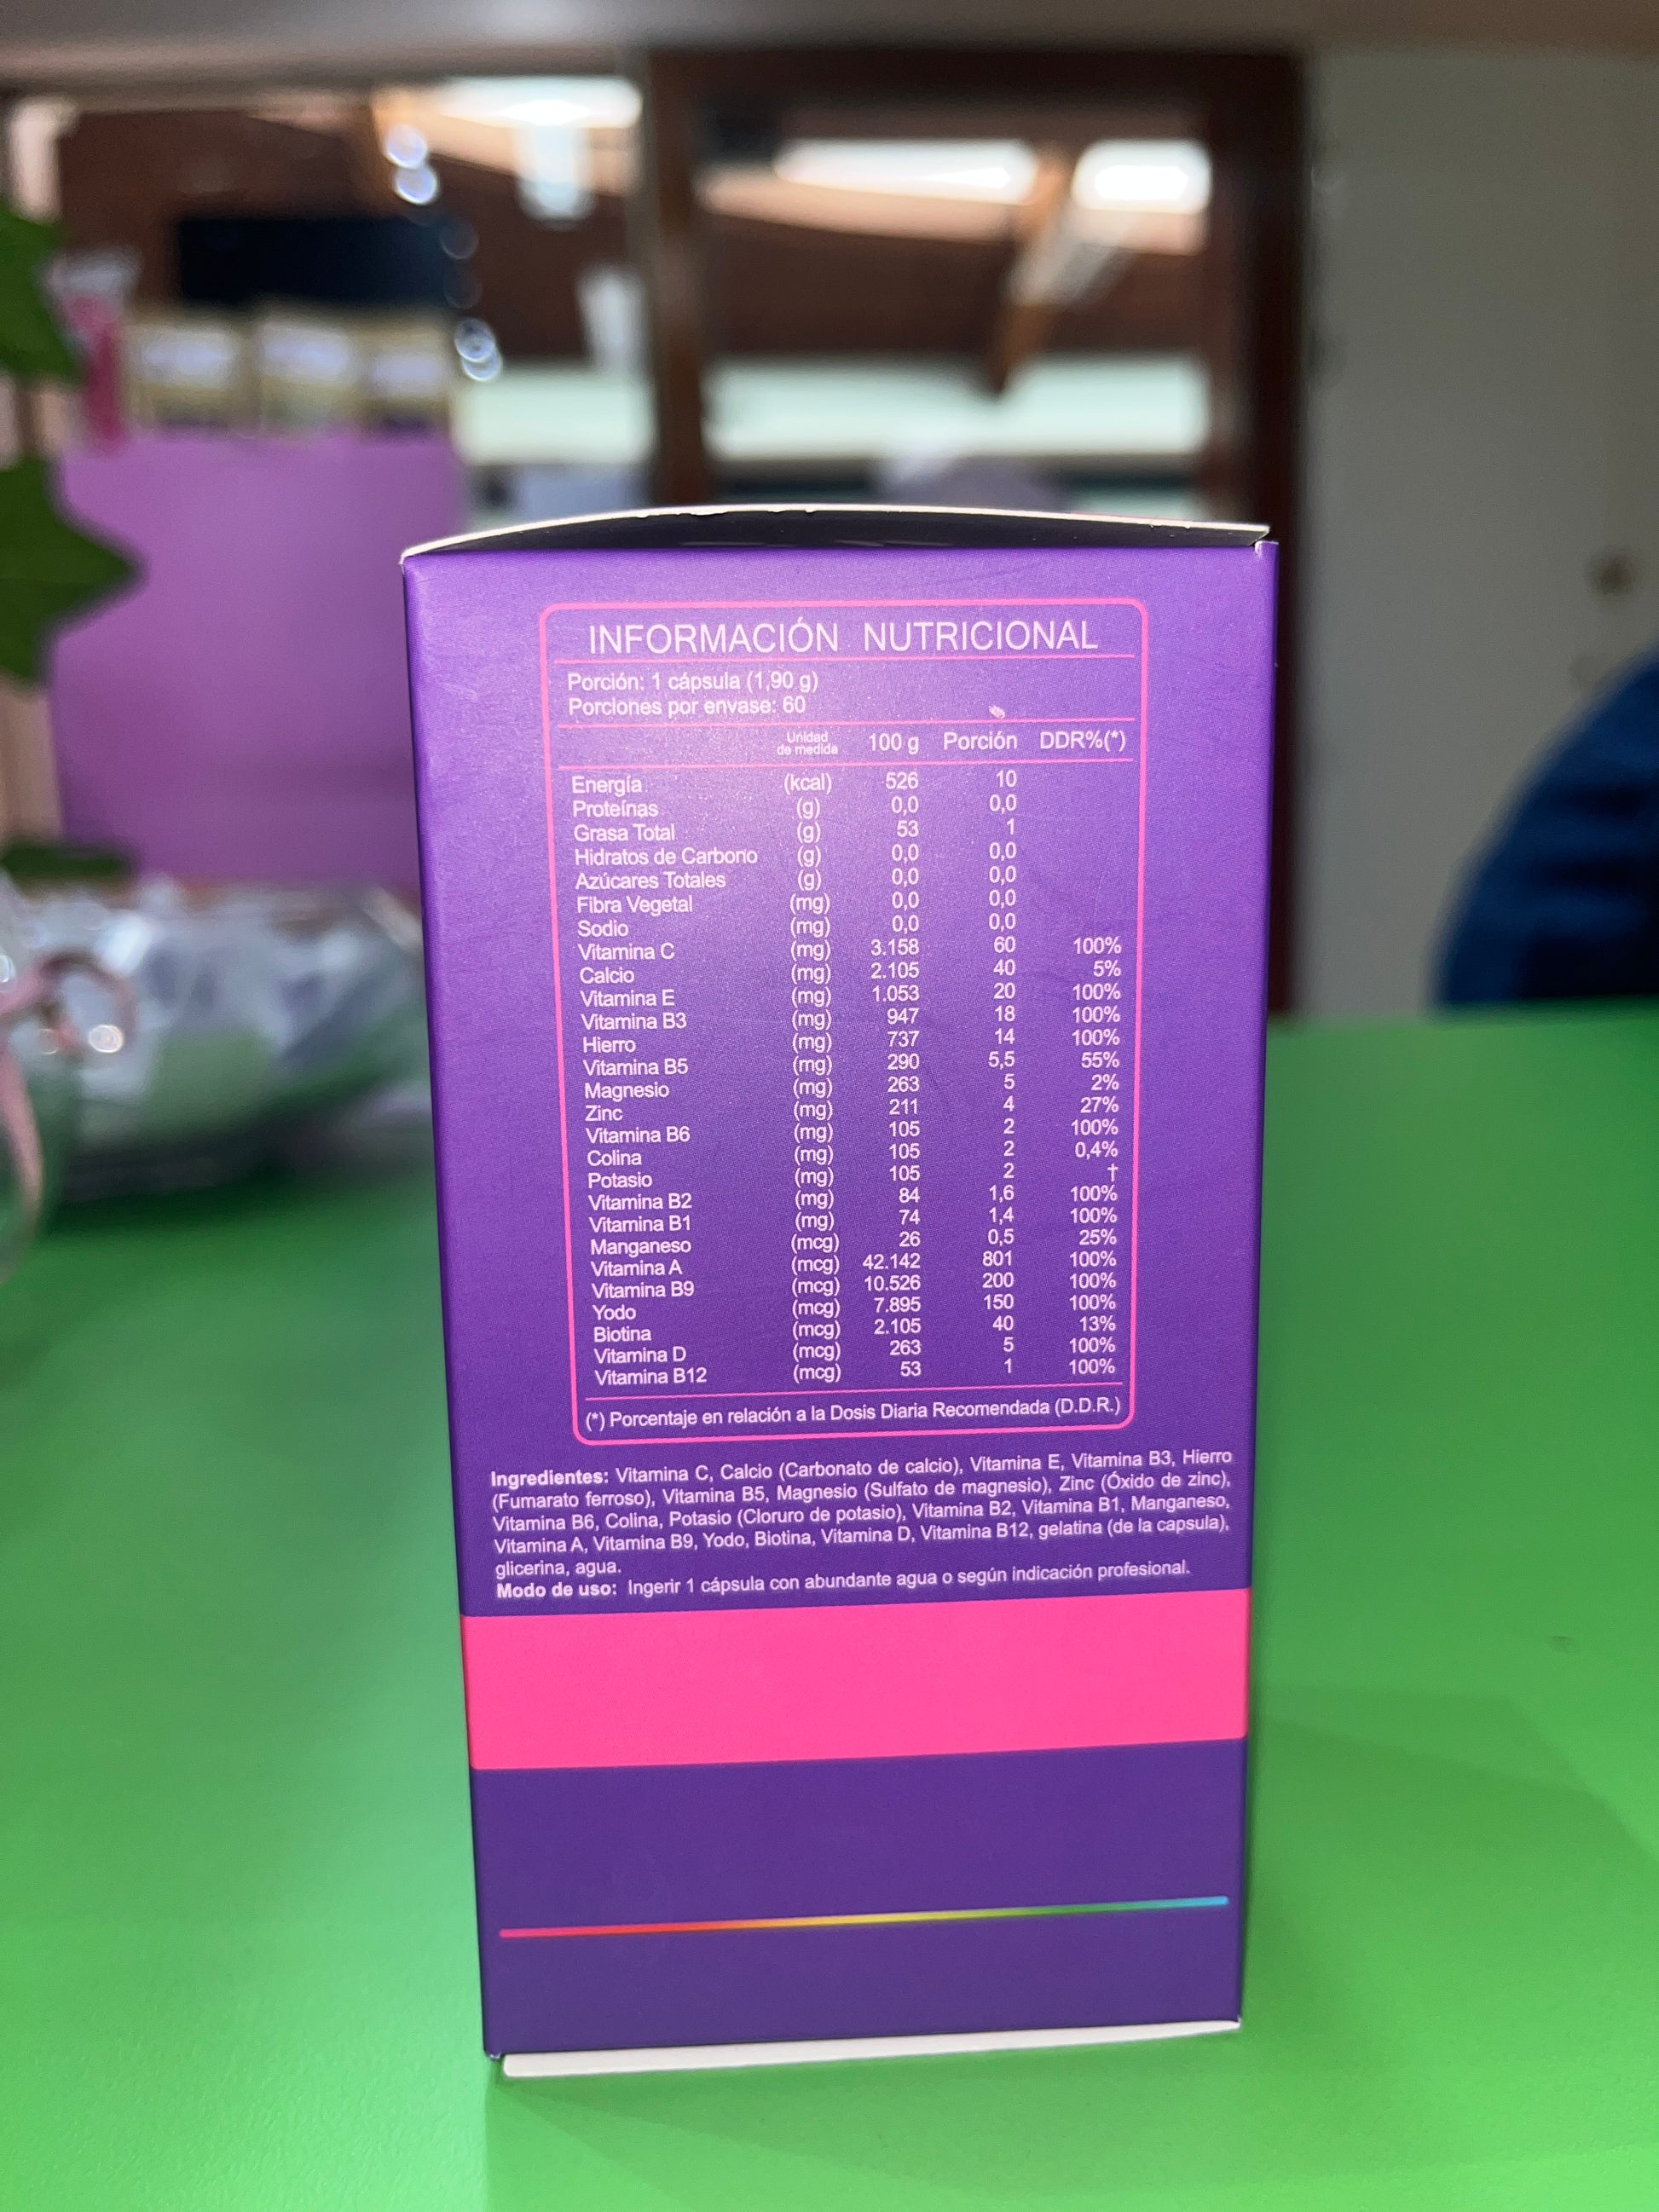 INFORMACIÓN NUTRICIONAL
Porción: 1 cápsula (1,90 g)
Porciones por envase: 60
Unidad de medida 100 g Porción DDR%(*)
Energía (kcal) 526 10
Proteínas (g) 0,0 0,0
Grasa Total (g) 53 1
Hidratos de Carbono (g) 0,0 0,0
Azúcares Totales (g) 0,0 0,0
Fibra Vegetal (mg) 0,0 0,0
Sodio (mg) 0,0 0,0
Vitamina C (mg) 3.158 60 100%
Calcio (mg) 2.105 40 5%
Vitamina E (mg) 1.053 20 100%
Vitamina B3 (mg) 947 18 100%
Hierro (mg) 737 14 100%
Vitamina B5 (mg) 290 5,5 55%
Magnesio (mg) 263 5 2%
Zinc (mg) 211 4 27%
Vitamina B6 (mg) 105 2 100%
Colina (mg) 105 2 0,4%
Potasio (mg) 105 2 †
Vitamina B2 (mg) 84 1,6 100%
Vitamina B1 (mg) 74 1,4 100%
Manganeso (mcg) 26 0,5 25%
Vitamina A (mcg) 42.142 801 100%
Vitamina B9 (mcg) 10.526 200 100%
Yodo (mcg) 7.895 150 100%
Biotina (mcg) 2.105 40 13%
Vitamina D (mcg) 263 5 100%
Vitamina B12 (mcg) 53 1 100%
(*) Porcentaje en relación a la Dosis Diaria Recomendada (D.D.R.)
Ingredientes: Vitamina C, Calcio (Carbonato de calcio), Vitamina E, Vitamina B3, Hierro
(Fumarato ferroso), Vitamina B5, Magnesio (Sulfato de magnesio), Zinc (Óxido de zinc),
Vitamina B6, Colina, Potasio (Cloruro de potasio), Vitamina B2, Vitamina B1, Manganeso,
Vitamina A, Vitamina B9, Yodo, Biotina, Vitamina D, Vitamina B12, gelatina (de la capsula),
glicerina, agua.
Modo de uso: Ingerir 1 cápsula con abundante agua o según indicación profesional.